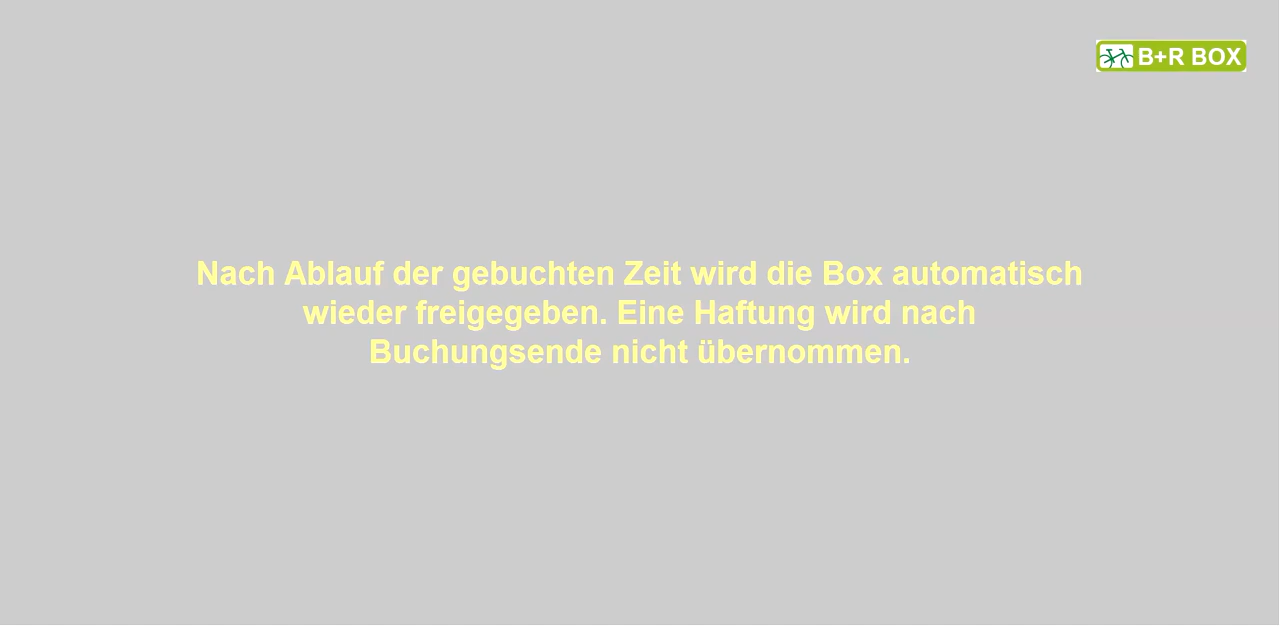 B+R BOX
Nach Ablauf der gebuchten Zeit wird die Box automatisch
wieder freigegeben. Eine Haftung wird nach
Buchungsende nicht übernommen.